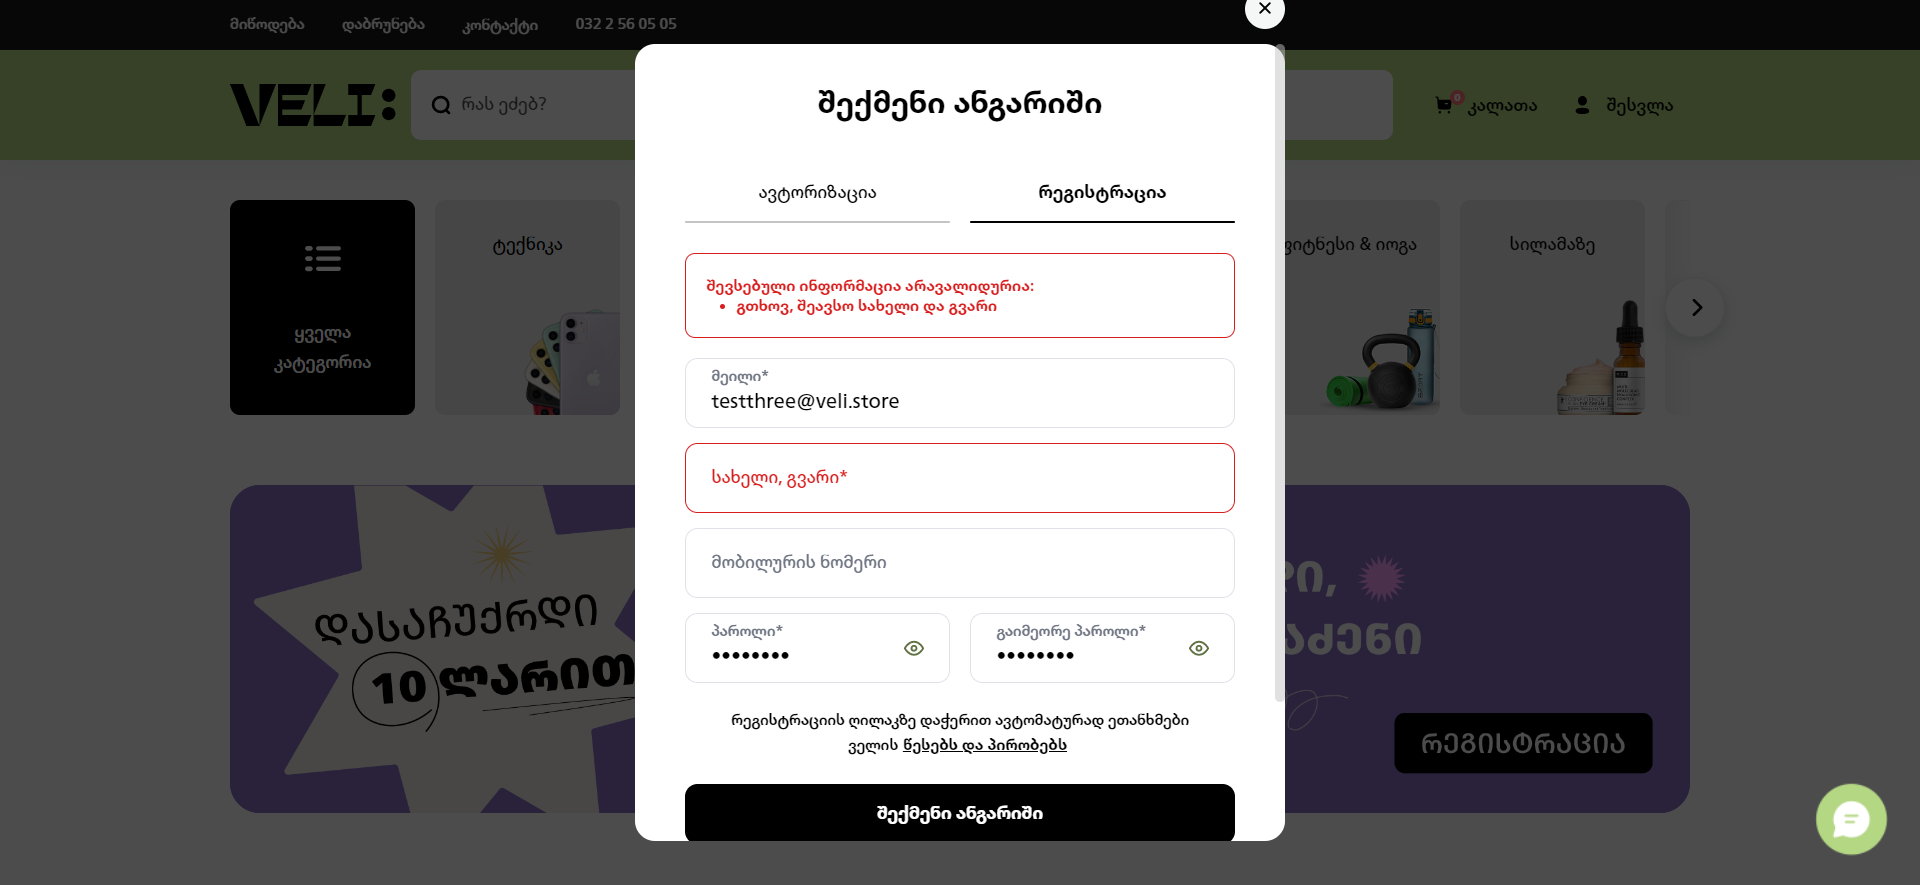 მიწოდება
დაბრუნება
კონტაქტი
032 2 56 05 05
VELI:
რას ეძებ?
0
კალათა
შესვლა
ყველა
კატეგორია
ტექნიკა
ფიტნესი & იოგა
სილამაზე
შექმენი ანგარიში
ავტორიზაცია
რეგისტრაცია
შევსებული ინფორმაცია არავალიდურია:
• გთხოვ, შეავსო სახელი და გვარი
მეილი*
testthree@veli.store
სახელი, გვარი*
მობილურის ნომერი
პაროლი*
••••••••
გაიმეორე პაროლი*
••••••••
რეგისტრაციის ღილაკზე დაჭერით ავტომატურად ეთანხმები
ველის წესებს და პირობებს
შექმენი ანგარიში
დასაჩუქრდი
10 ლარით
რეგისტრაცია